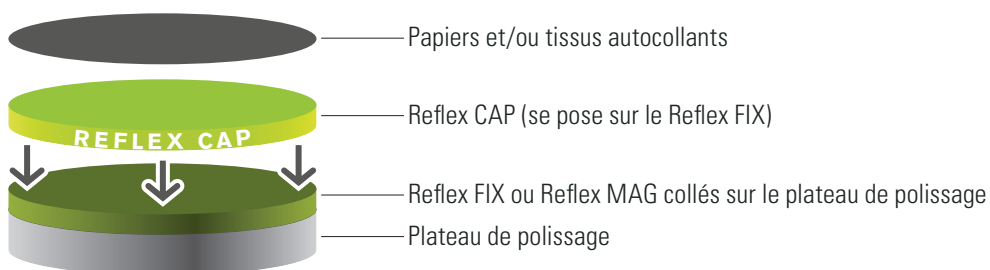 Papiers et/ou tissus autocollants
Reflex CAP (se pose sur le Reflex FIX)
REFLEX CAP
Reflex FIX ou Reflex MAG collés sur le plateau de polissage
Plateau de polissage